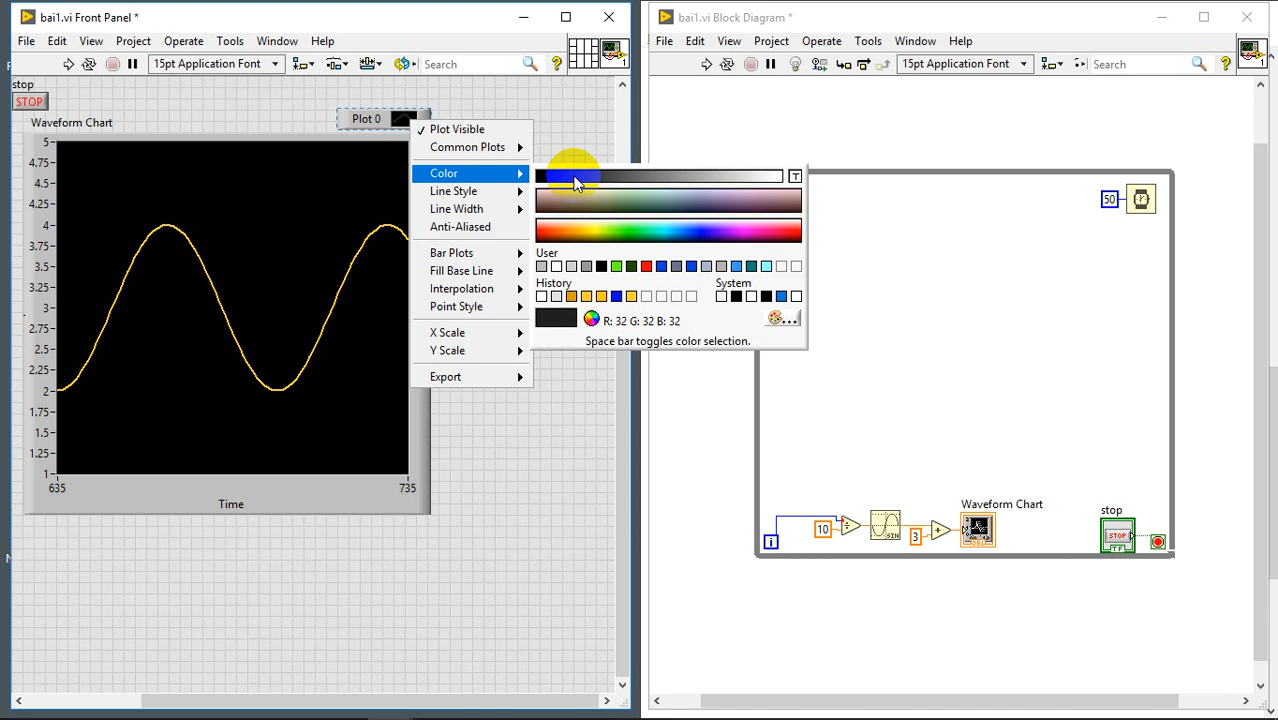 bai1.vi Front Panel *
File Edit View Project Operate Tools Window Help
15pt Application Font
Search
?
1
stop
STOP
Waveform Chart
Plot 0
5
4.75
4.5
4.25
4
3.75
3.5
3.25
3
2.75
2.5
2.25
2
1.75
1.5
1.25
1
635
735
Time
✓ Plot Visible
Common Plots
Color
Line Style
Line Width
Anti-Aliased
Bar Plots
Fill Base Line
Interpolation
Point Style
X Scale
Y Scale
Export
T
User
History
System
R: 32 G: 32 B: 32
...
Space bar toggles color selection.
bai1.vi Block Diagram *
File Edit View Project Operate Tools Window Help
15pt Application Font
Search
?
1
50
Waveform Chart
stop
i
10
SIN
3
DBL
STOP
TF